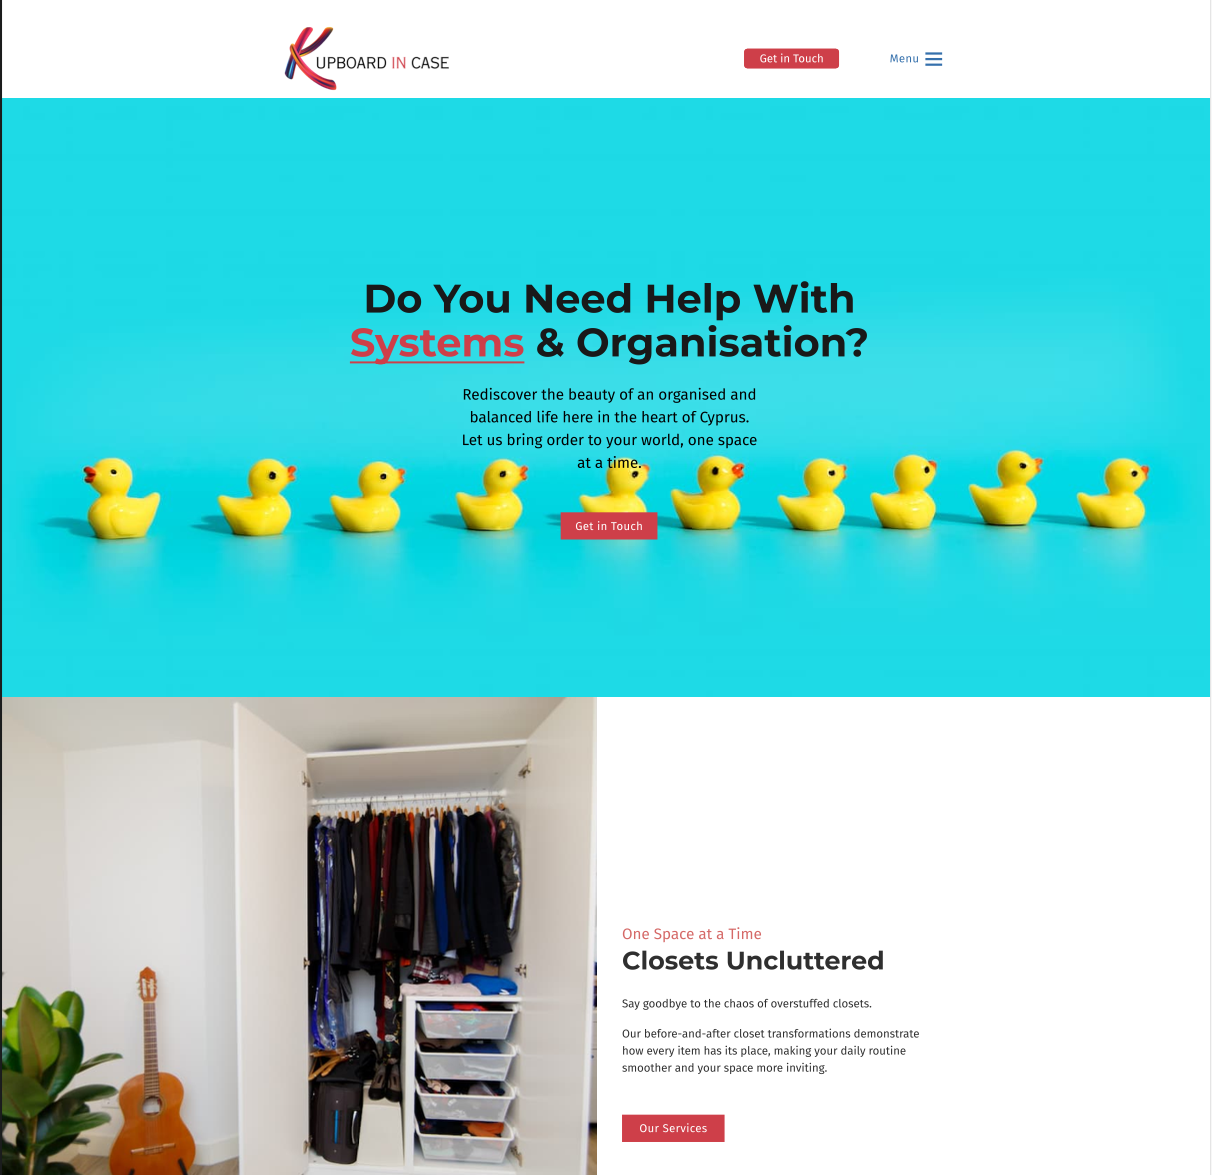 KUPBOARD IN CASE
Get in Touch
Menu
Do You Need Help With
Systems & Organisation?
Rediscover the beauty of an organised and
balanced life here in the heart of Cyprus.
Let us bring order to your world, one space
at a time.
Get in Touch
One Space at a Time
Closets Uncluttered
Say goodbye to the chaos of overstuffed closets.
Our before-and-after closet transformations demonstrate
how every item has its place, making your daily routine
smoother and your space more inviting.
Our Services